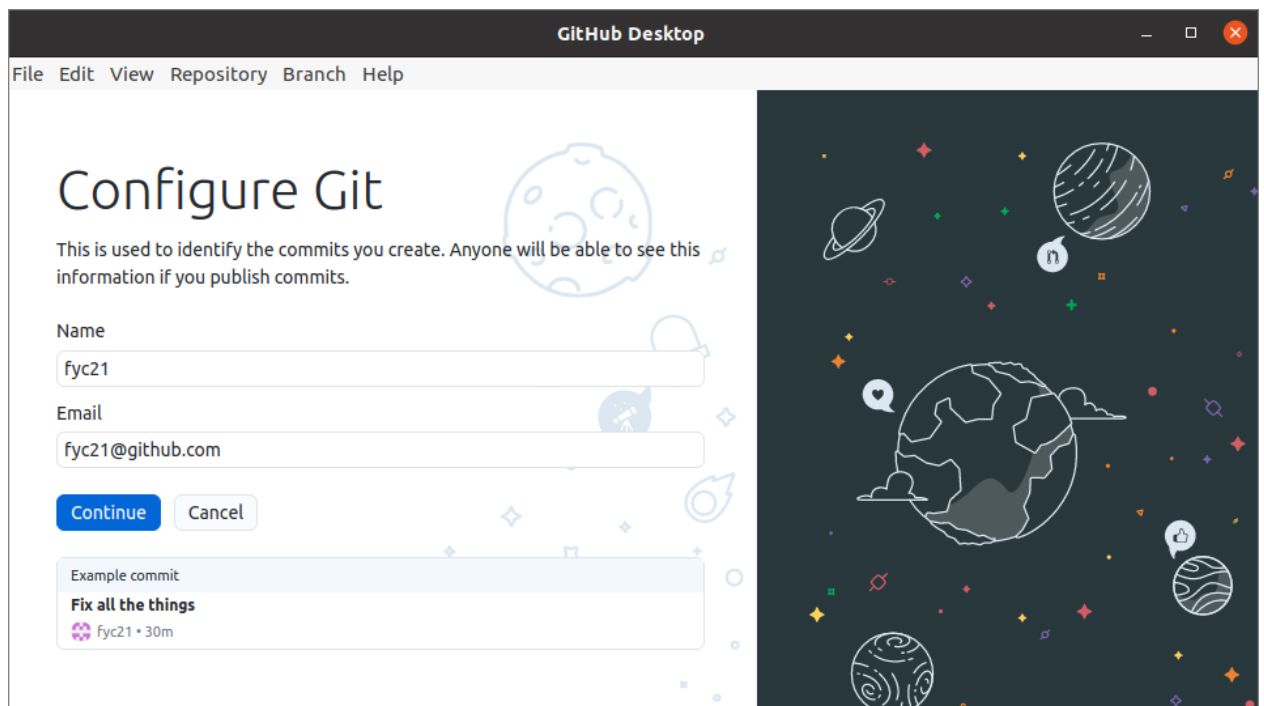 GitHub Desktop
File Edit View Repository Branch Help
Configure Git
This is used to identify the commits you create. Anyone will be able to see this
information if you publish commits.
Name
fyc21
Email
fyc21@github.com
Continue Cancel
Example commit
Fix all the things
fyc21 • 30m